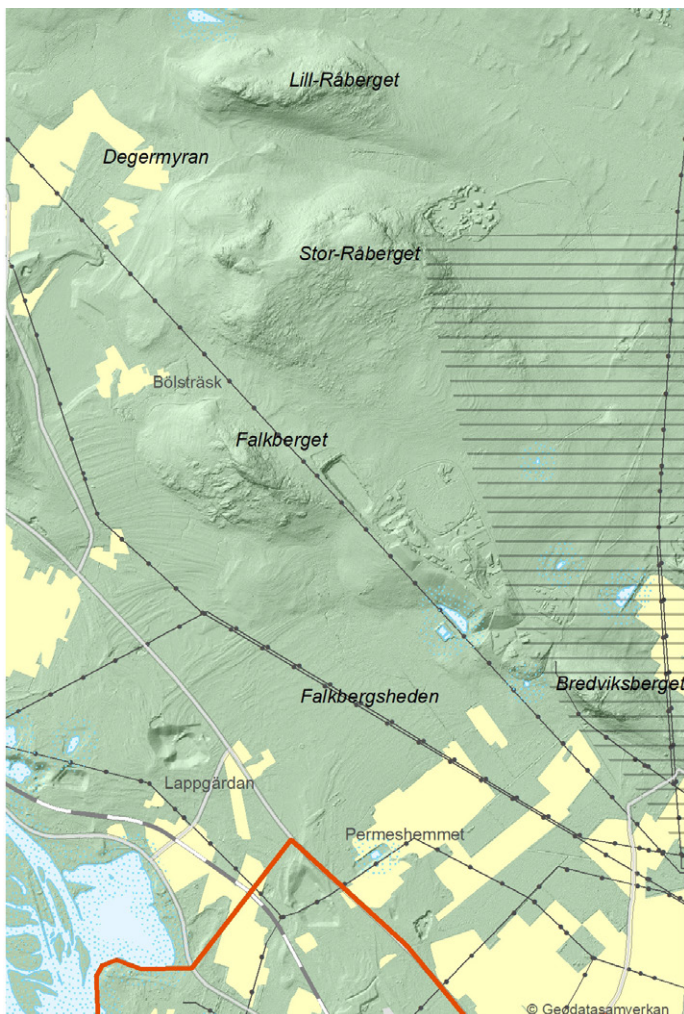 Lill-Råberget
Degermyran
Stor-Råberget
Bölsträsk
Falkberget
Bredviksberget
Falkbergsheden
Lappgärdan
Permeshemmet
© Geodatasamverkan